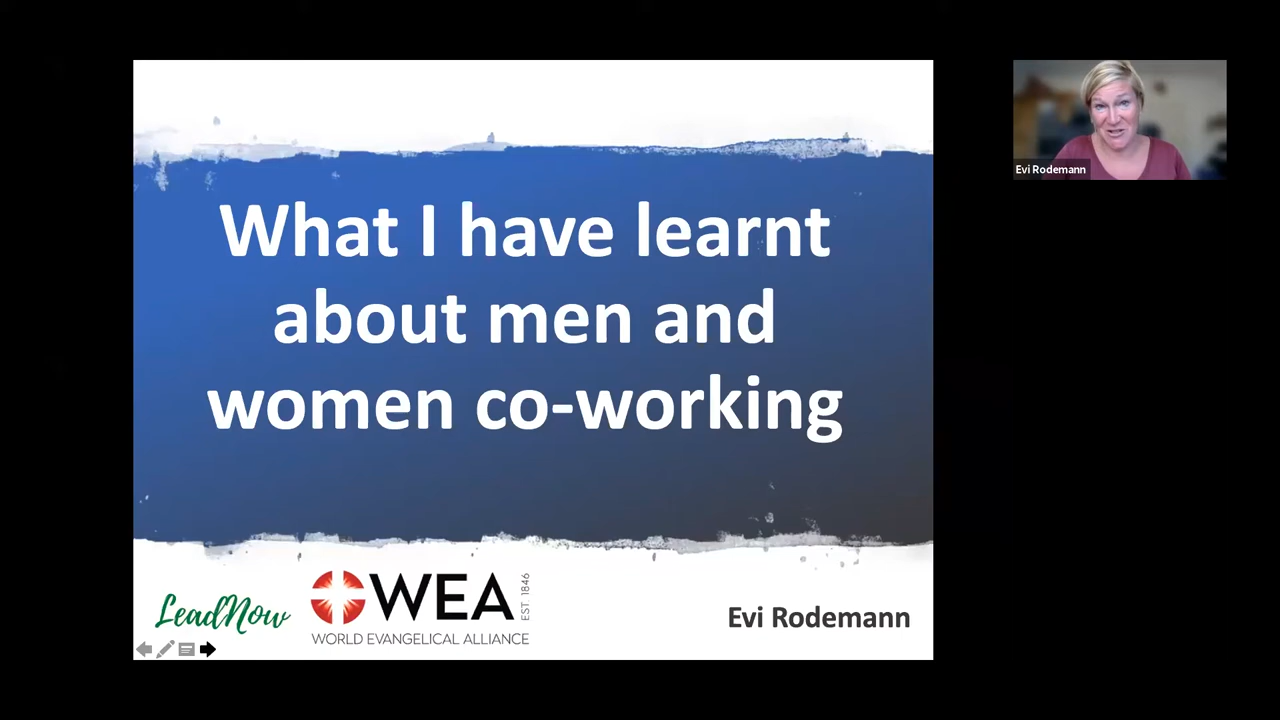 What I have learnt
about men and
women co-working
LeadNow
WEA
EST. 1846
WORLD EVANGELICAL ALLIANCE
Evi Rodemann
Evi Rodemann